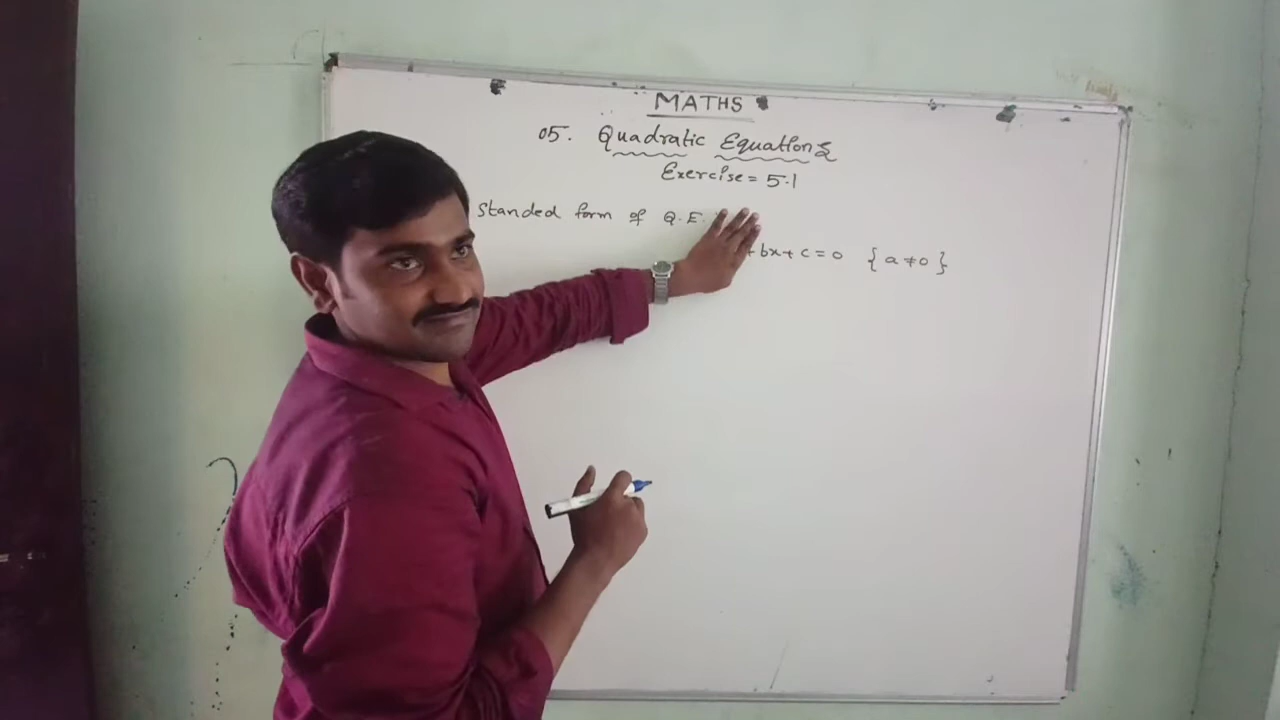 MATHS
05. Quadratic Equations
Exercise = 5.1
Standed form of Q.E.
+bx+c=0 {a≠0}